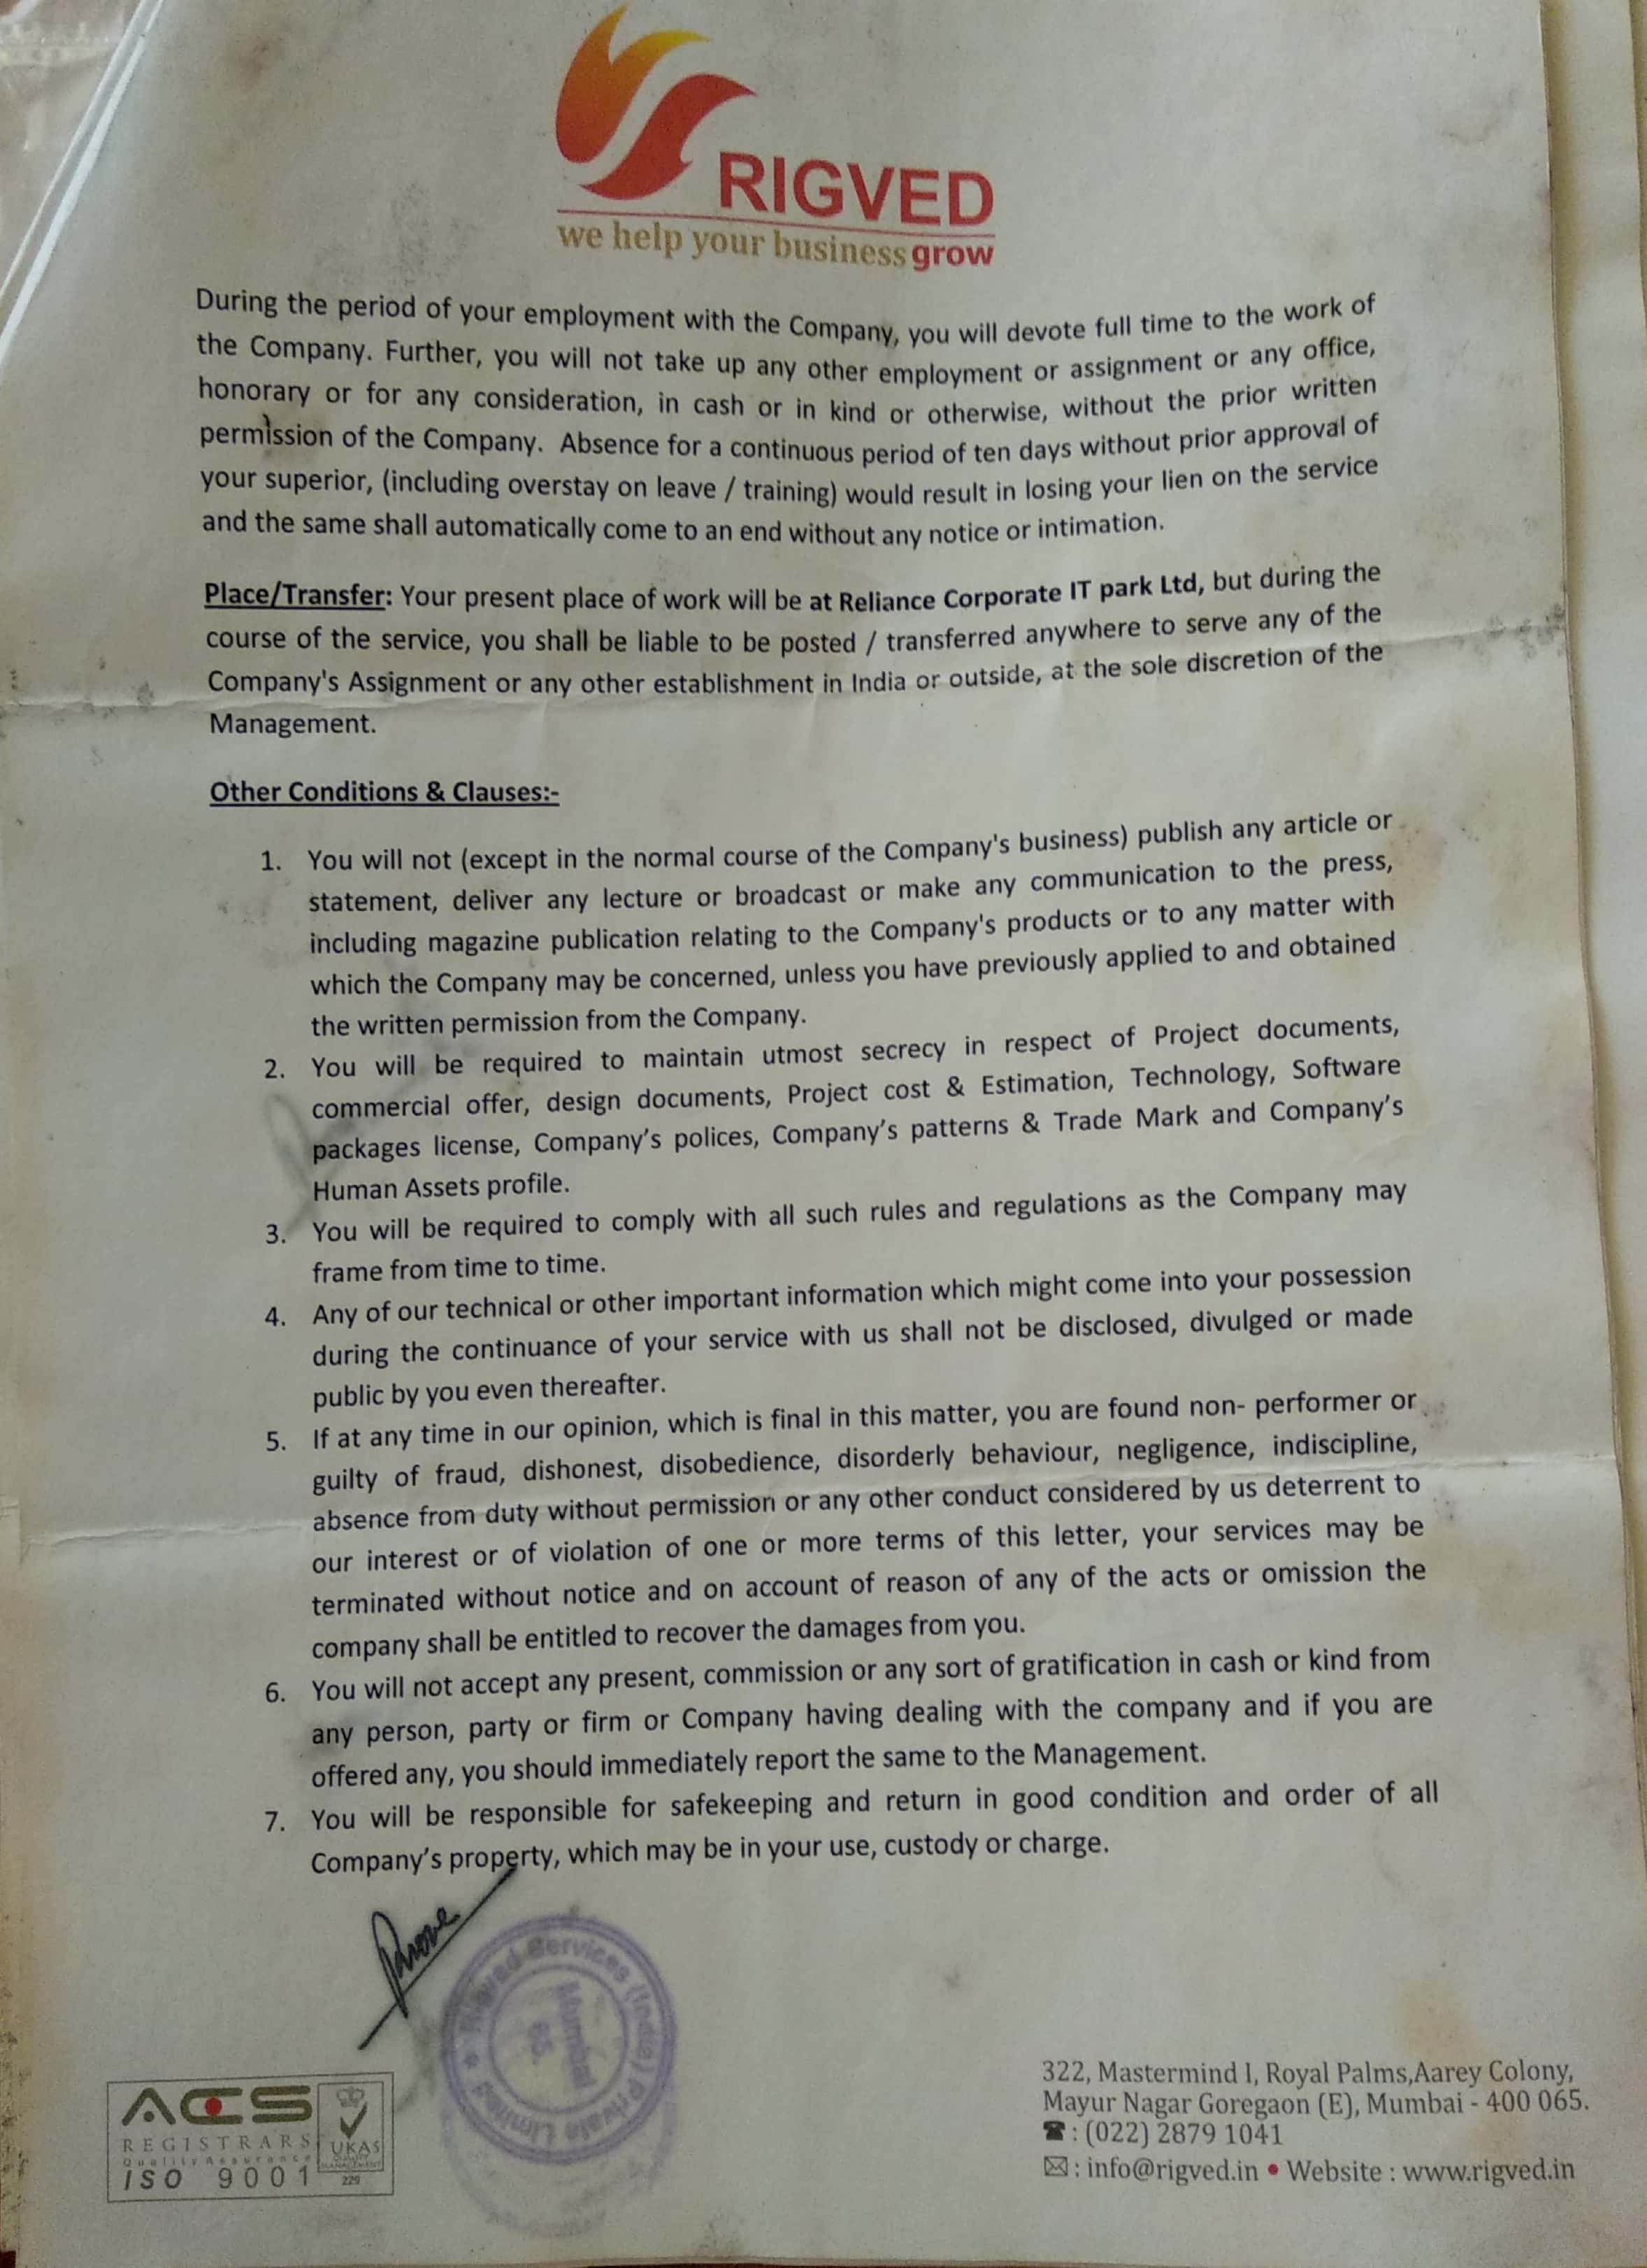 RIGVED
we help your business grow
During the period of your employment with the Company, you will devote full time to the work of
the Company. Further, you will not take up any other employment or assignment or any office,
honorary or for any consideration, in cash or in kind or otherwise, without the prior written
permission of the Company. Absence for a continuous period of ten days without prior approval of
your superior, (including overstay on leave / training) would result in losing your lien on the service
and the same shall automatically come to an end without any notice or intimation.
Place/Transfer: Your present place of work will be at Reliance Corporate IT park Ltd, but during the
course of the service, you shall be liable to be posted / transferred anywhere to serve any of the
Company's Assignment or any other establishment in India or outside, at the sole discretion of the
Management.
Other Conditions & Clauses:-
1. You will not (except in the normal course of the Company's business) publish any article or
statement, deliver any lecture or broadcast or make any communication to the press,
including magazine publication relating to the Company's products or to any matter with
which the Company may be concerned, unless you have previously applied to and obtained
the written permission from the Company.
2. You will be required to maintain utmost secrecy in respect of Project documents,
commercial offer, design documents, Project cost & Estimation, Technology, Software
packages license, Company's polices, Company's patterns & Trade Mark and Company's
Human Assets profile.
3. You will be required to comply with all such rules and regulations as the Company may
frame from time to time.
4. Any of our technical or other important information which might come into your possession
during the continuance of your service with us shall not be disclosed, divulged or made
public by you even thereafter.
5. If at any time in our opinion, which is final in this matter, you are found non- performer or
guilty of fraud, dishonest, disobedience, disorderly behaviour, negligence, indiscipline,
absence from duty without permission or any other conduct considered by us deterrent to
our interest or of violation of one or more terms of this letter, your services may be
terminated without notice and on account of reason of any of the acts or omission the
company shall be entitled to recover the damages from you.
6. You will not accept any present, commission or any sort of gratification in cash or kind from
any person, party or firm or Company having dealing with the company and if you are
offered any, you should immediately report the same to the Management.
7. You will be responsible for safekeeping and return in good condition and order of all
Company's property, which may be in your use, custody or charge.
Rigved Services (India) Private Limited
Mumbai
ACS
REGISTRARS
Quality Assurance
ISO 9001
UKAS
QUALITY
MANAGEMENT
229
322, Mastermind I, Royal Palms,Aarey Colony,
Mayur Nagar Goregaon (E), Mumbai - 400 065.
☎ : (022) 2879 1041
✉ : info@rigved.in • Website : www.rigved.in